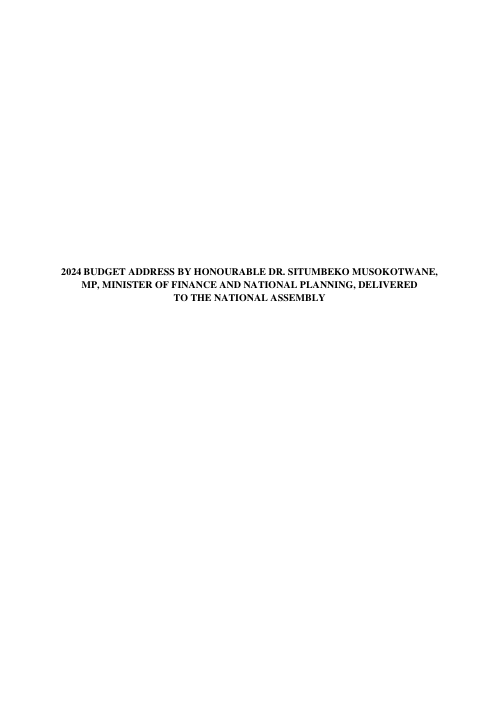 2024 BUDGET ADDRESS BY HONOURABLE DR. SITUMBEKO MUSOKOTWANE,
MP, MINISTER OF FINANCE AND NATIONAL PLANNING, DELIVERED
TO THE NATIONAL ASSEMBLY